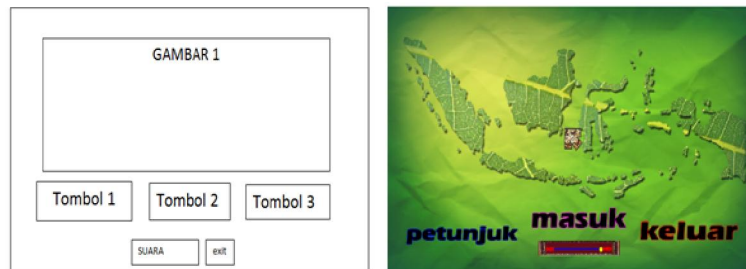 GAMBAR 1
Tombol 1
Tombol 2
Tombol 3
SUARA
exit
petunjuk
masuk
keluar